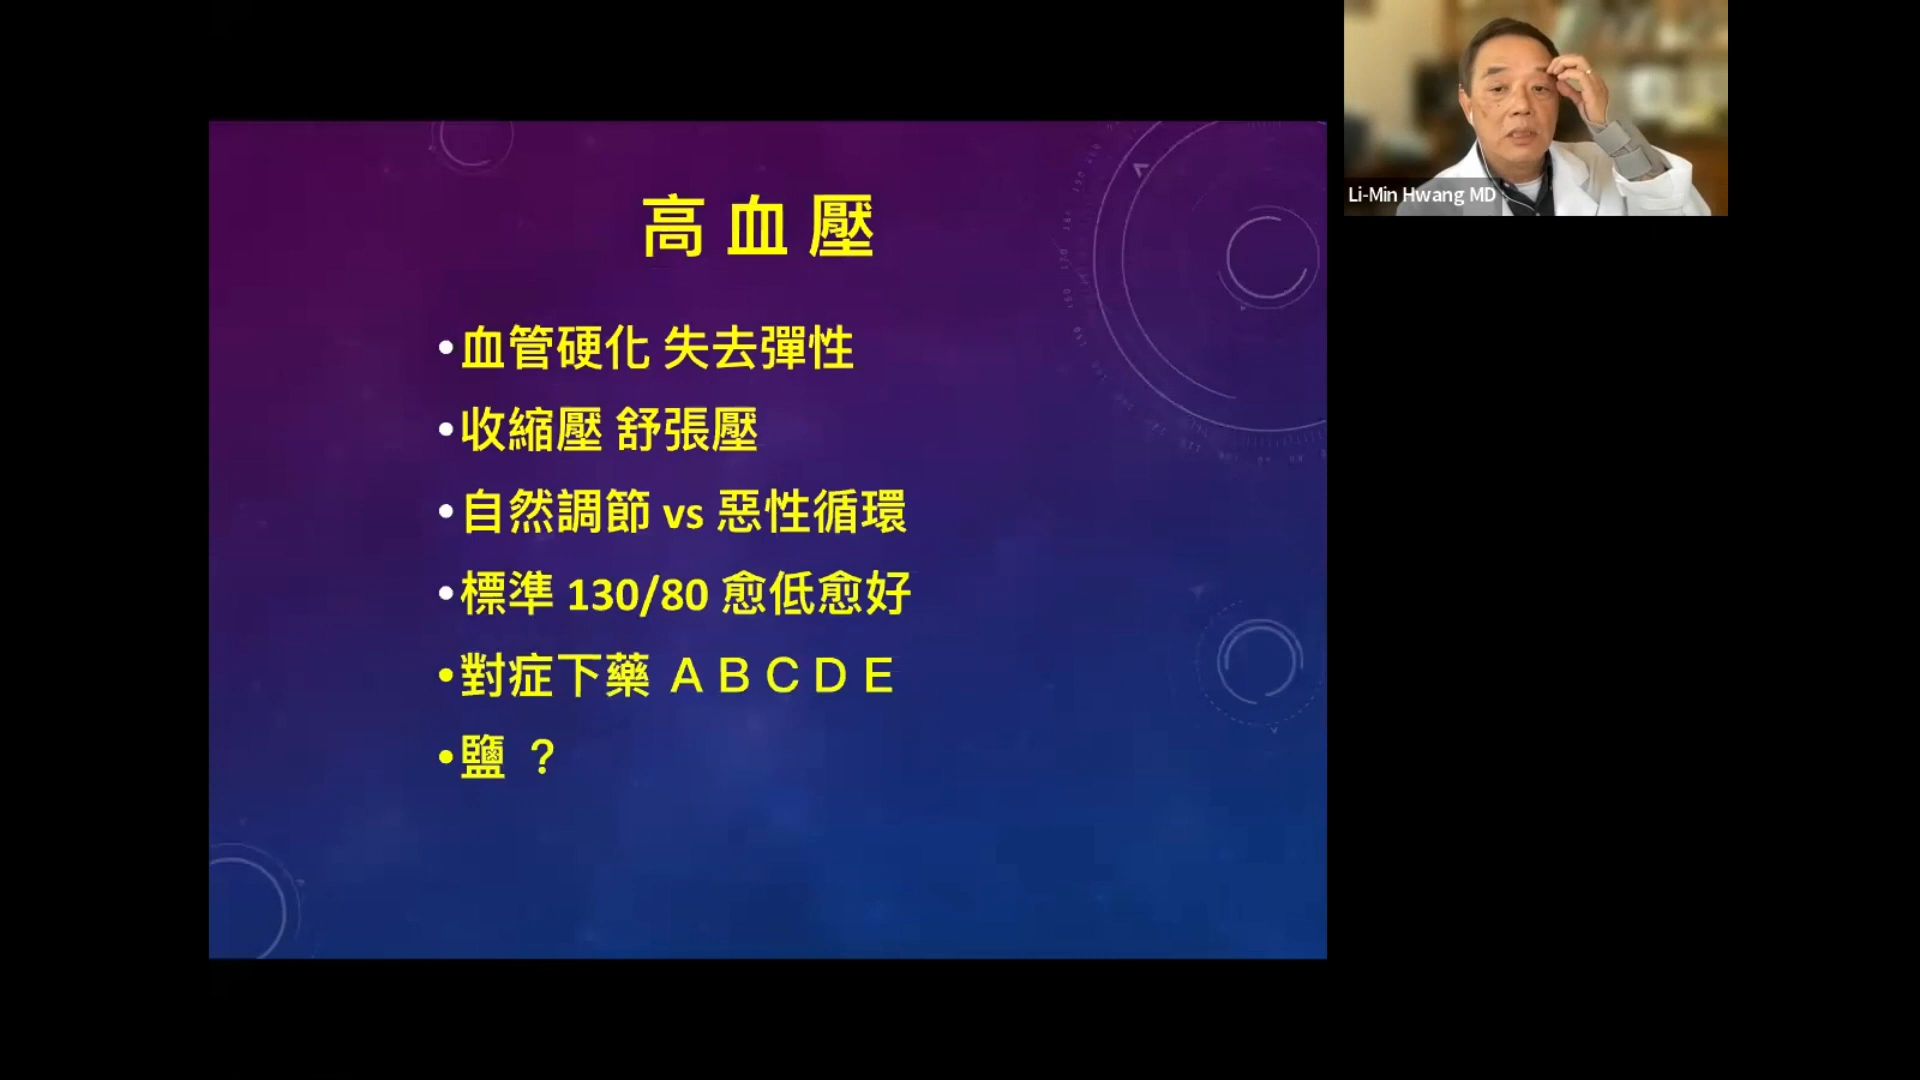 高血壓
•血管硬化 失去彈性
•收縮壓 舒張壓
•自然調節 vs 惡性循環
•標準 130/80 愈低愈好
•對症下藥 ＡＢＣＤＥ
•鹽 ？
Li-Min Hwang MD